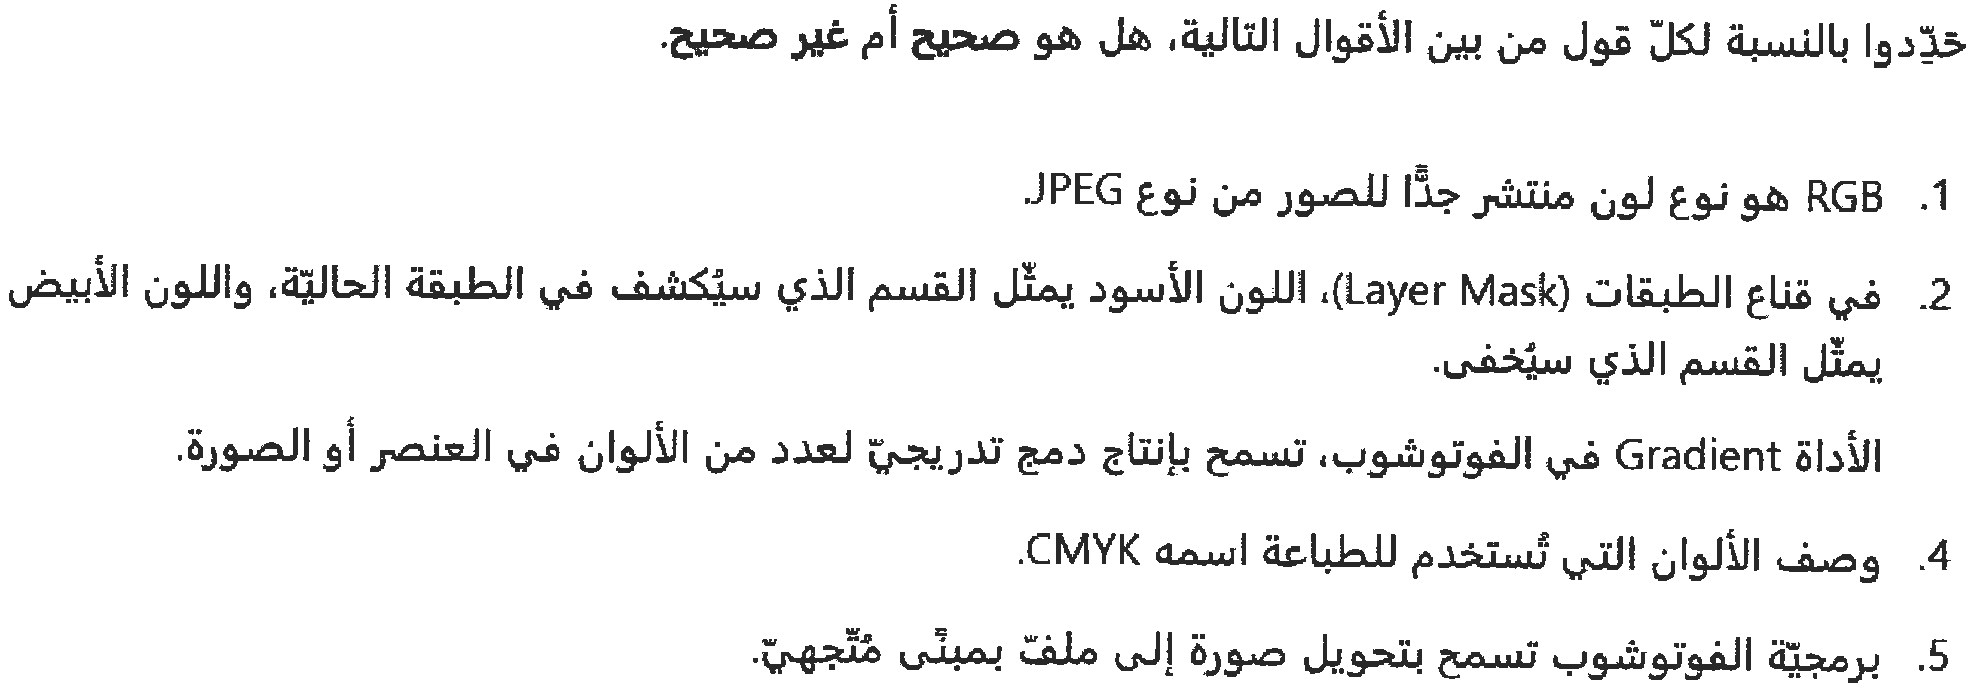 حَدِّدوا بالنسبة لكلّ قول من بين الأقوال التالية، هل هو صحيح أم غير صحيح.
1. RGB هو نوع لون منتشر جدًّا للصور من نوع JPEG.
2. في قناع الطبقات (Layer Mask)، اللون الأسود يمثّل القسم الذي سيُكشف في الطبقة الحاليّة، واللون الأبيض
يمثّل القسم الذي سيُخفى.
الأداة Gradient في الفوتوشوب، تسمح بإنتاج دمج تدريجيّ لعدد من الألوان في العنصر أو الصورة.
4. وصف الألوان التي تُستخدم للطباعة اسمه CMYK.
5. برمجيّة الفوتوشوب تسمح بتحويل صورة إلى ملفّ بمبنًى مُتّجهيّ.